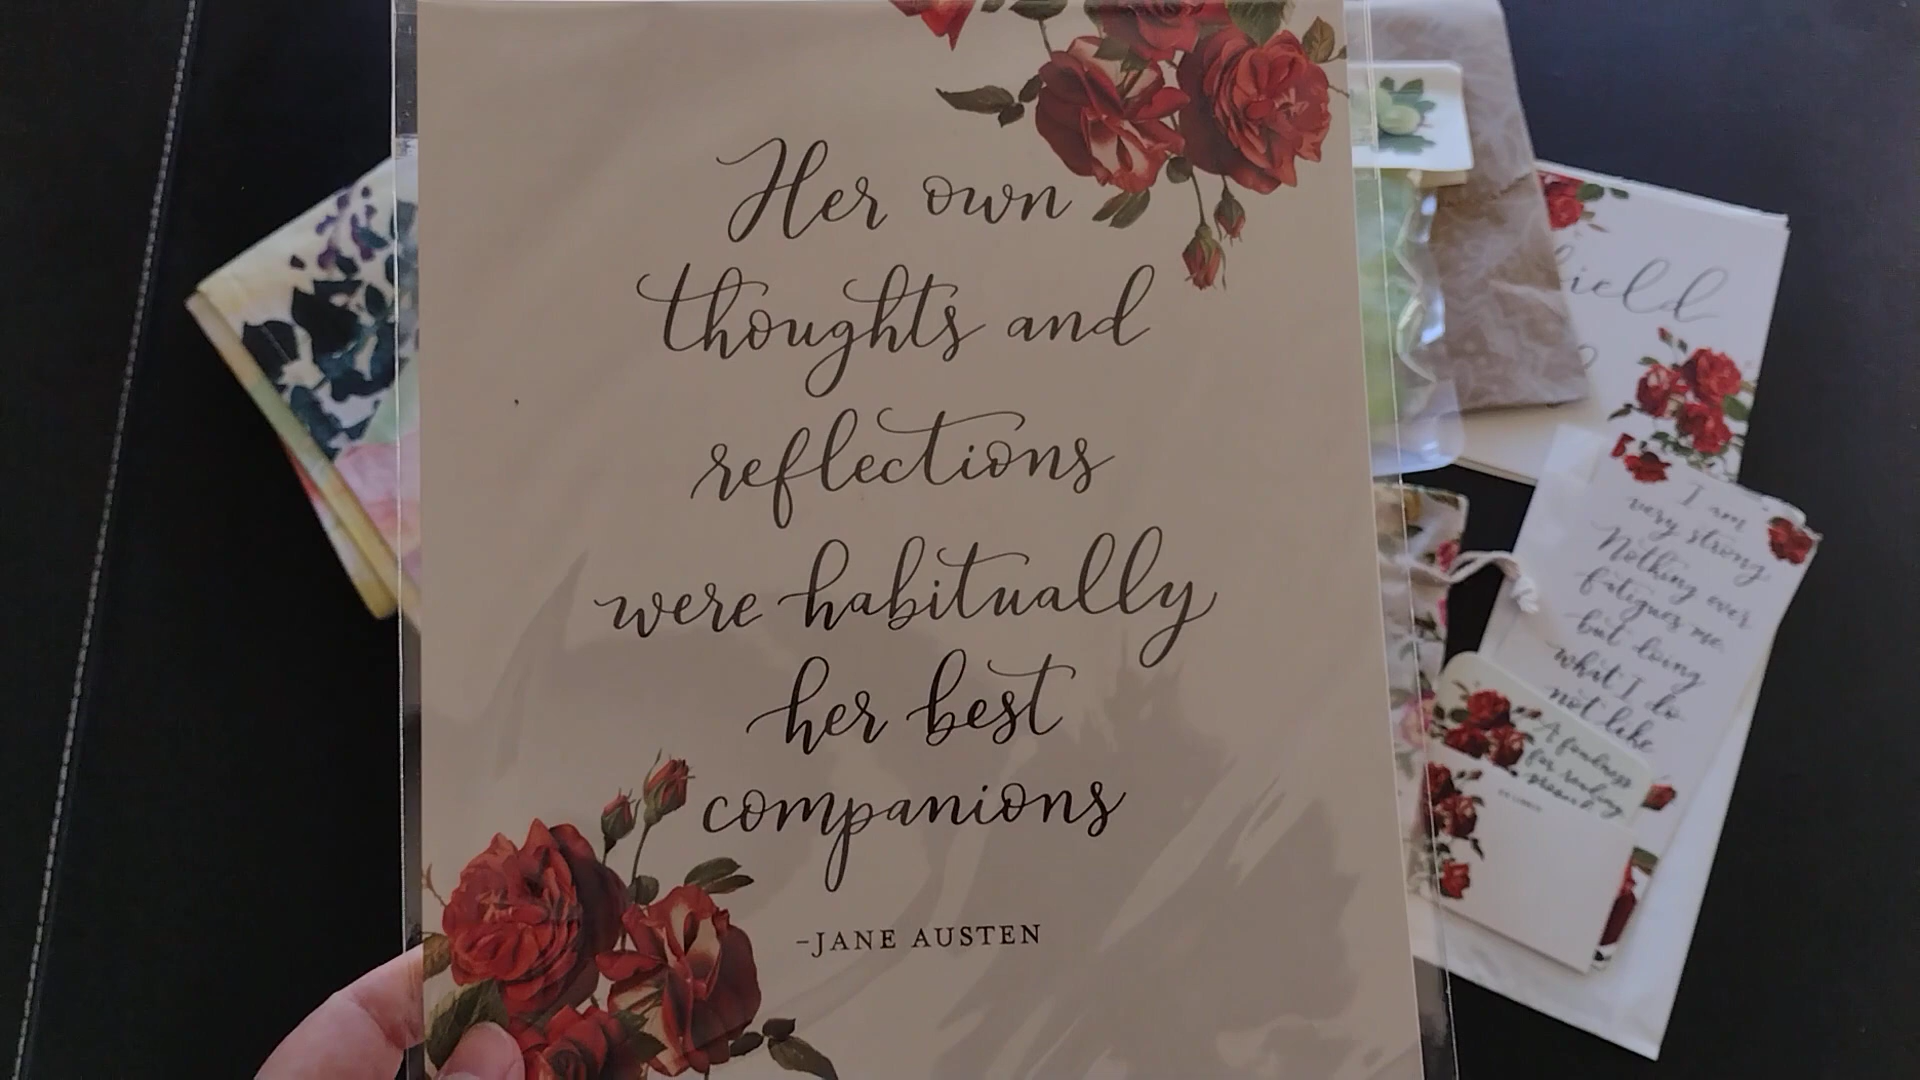 Her own
thoughts and
reflections
were habitually
her best
companions
-JANE AUSTEN
I am
very strong
Nothing ever
fatigues me
but doing
what I do
not like
A fondness
for reading